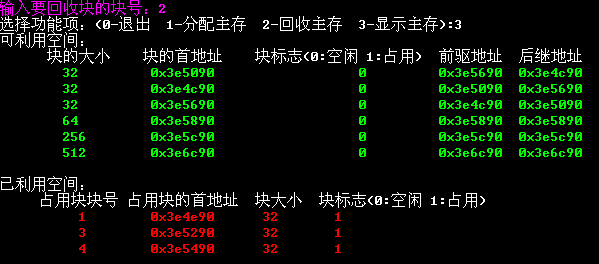 输入要回收块的块号：2
选择功能项：(0-退出  1-分配主存  2-回收主存  3-显示主存):3
可利用空间：
块的大小  块的首地址  块标志(0:空闲 1:占用)  前驱地址  后继地址
32  0x3e5090  0  0x3e5690  0x3e4c90
32  0x3e4c90  0  0x3e5090  0x3e5690
32  0x3e5690  0  0x3e4c90  0x3e5090
64  0x3e5890  0  0x3e5890  0x3e5890
256  0x3e5c90  0  0x3e5c90  0x3e5c90
512  0x3e6c90  0  0x3e6c90  0x3e6c90
已利用空间：
占用块块号  占用块的首地址  块大小  块标志(0:空闲 1:占用)
1  0x3e4e90  32  1
3  0x3e5290  32  1
4  0x3e5490  32  1